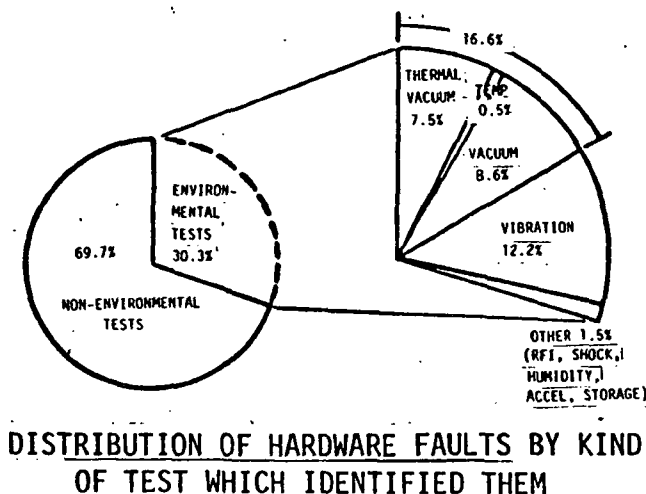 16.6%
THERMAL
VACUUM
7.5%
TEMP
0.5%
VACUUM
8.6%
VIBRATION
12.2%
OTHER 1.5%
(RFI, SHOCK,
HUMIDITY,
ACCEL, STORAGE)
ENVIRON-
MENTAL
TESTS
30.3%
69.7%
NON-ENVIRONMENTAL
TESTS
DISTRIBUTION OF HARDWARE FAULTS BY KIND
OF TEST WHICH IDENTIFIED THEM